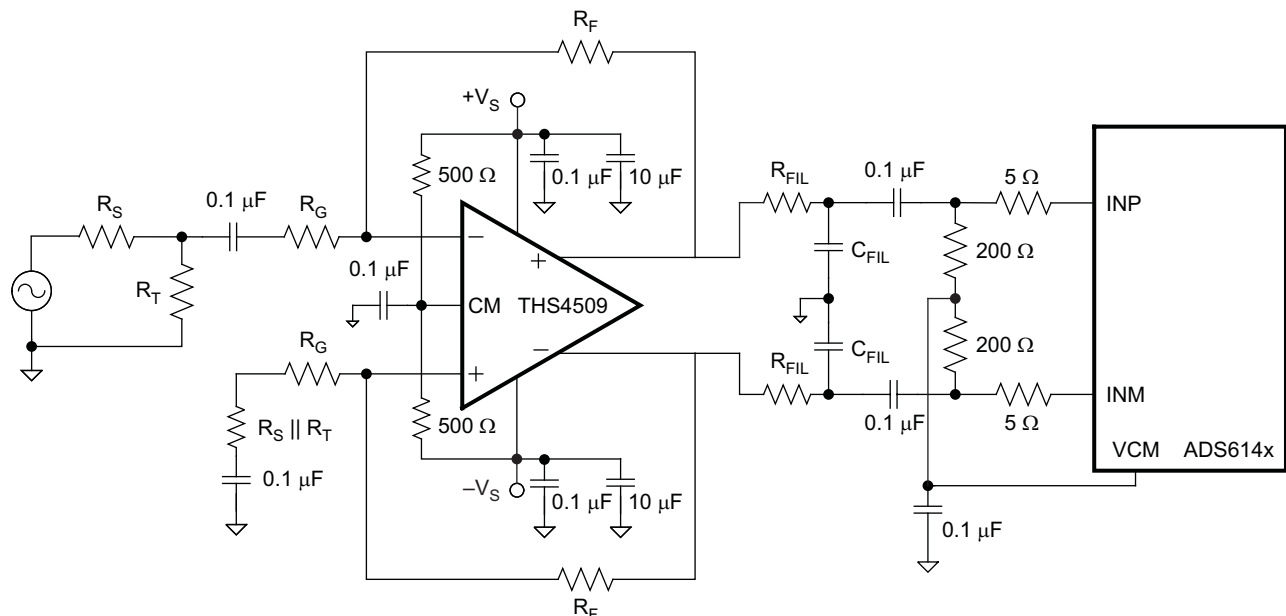 R_F
+V_S
500 Ω
0.1 µF
10 µF
R_S
0.1 µF
R_G
R_T
0.1 µF
−
+
CM
THS4509
−
+
R_FIL
0.1 µF
5 Ω
INP
C_FIL
200 Ω
C_FIL
200 Ω
R_FIL
0.1 µF
5 Ω
INM
VCM
ADS614x
R_G
R_S || R_T
0.1 µF
500 Ω
–V_S
0.1 µF
10 µF
0.1 µF
R_F